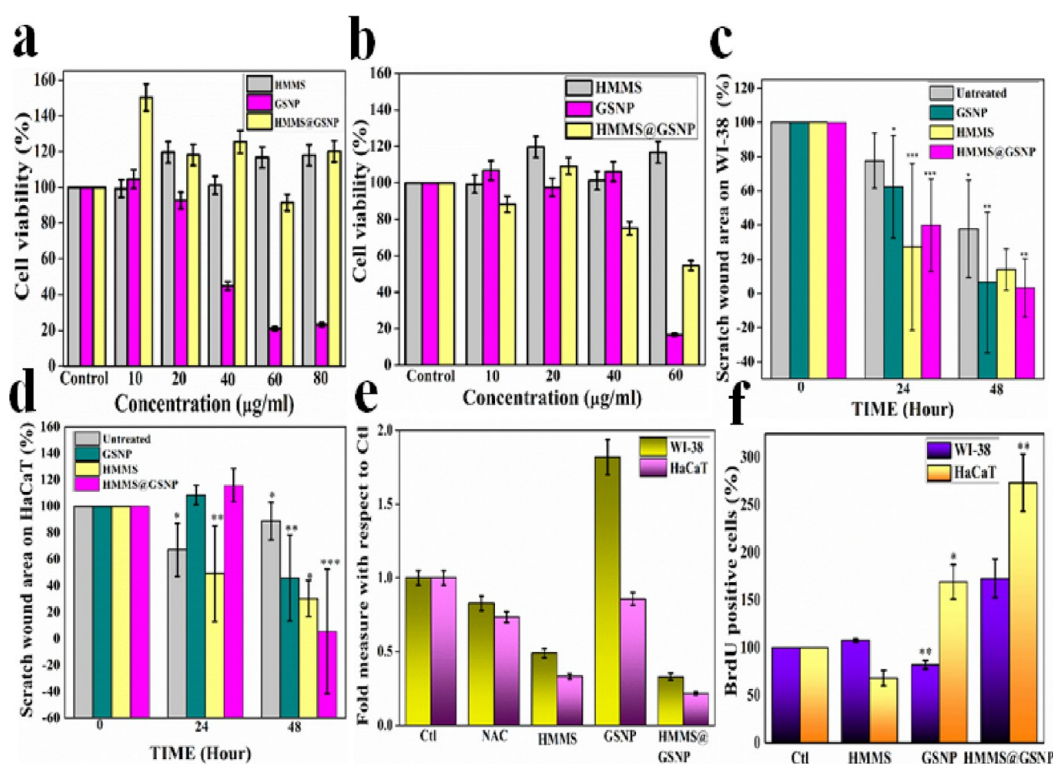 a
160
140
120
100
80
60
40
20
0
Cell viability (%)
HMMS
GSNP
HMMS@GSNP
Control 10 20 40 60 80
Concentration (µg/ml)
b
160
140
120
100
80
60
40
20
0
Cell viability (%)
HMMS
GSNP
HMMS@GSNP
Control 10 20 40 60
Concentration (µg/ml)
c
120
100
80
60
40
20
0
-20
-40
Scratch wound area on WI-38 (%)
Untreated
GSNP
HMMS
HMMS@GSNP
* *** *** * ** **
0 24 48
TIME (Hour)
d
160
140
120
100
80
60
40
20
0
-20
-40
-60
Scratch wound area on HaCaT (%)
Untreated
GSNP
HMMS
HMMS@GSNP
* ** * ** * ***
0 24 48
TIME (Hour)
e
2.0
1.5
1.0
0.5
0.0
Fold measure with respect to Ctl
WI-38
HaCaT
Ctl NAC HMMS GSNP HMMS@
GSNP
f
300
250
200
150
100
50
0
BrdU positive cells (%)
WI-38
HaCaT
** * **
Ctl HMMS GSNP HMMS@GSNP